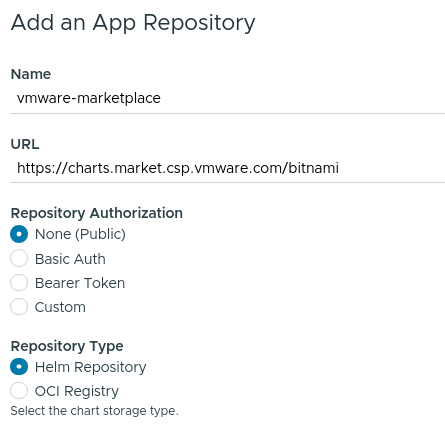 Add an App Repository
Name
vmware-marketplace
URL
https://charts.market.csp.vmware.com/bitnami
Repository Authorization
None (Public)
Basic Auth
Bearer Token
Custom
Repository Type
Helm Repository
OCI Registry
Select the chart storage type.